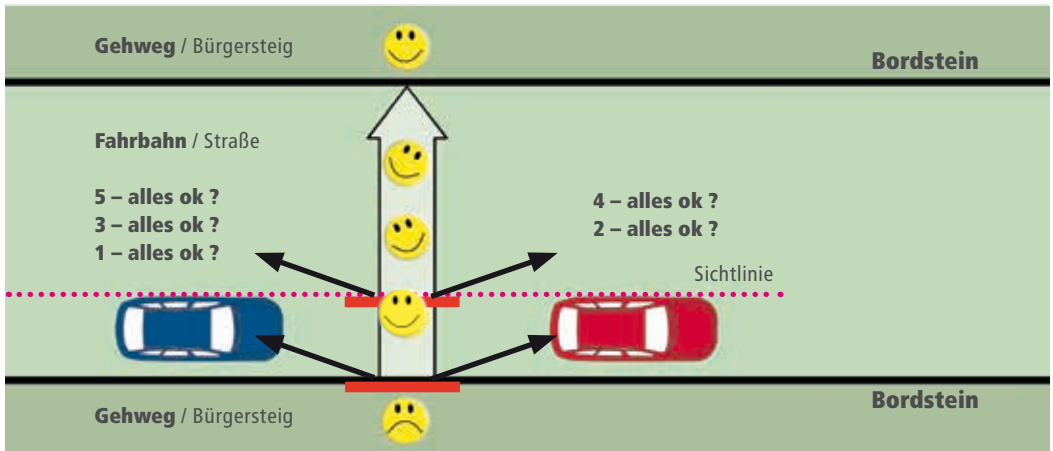 Gehweg / Bürgersteig
Bordstein
Fahrbahn / Straße
5 – alles ok ?
3 – alles ok ?
1 – alles ok ?
4 – alles ok ?
2 – alles ok ?
Sichtlinie
Bordstein
Gehweg / Bürgersteig